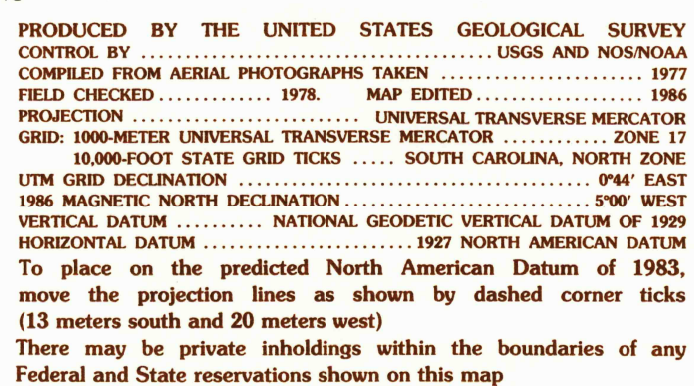 PRODUCED BY THE UNITED STATES GEOLOGICAL SURVEY
CONTROL BY ........................................ USGS AND NOS/NOAA
COMPILED FROM AERIAL PHOTOGRAPHS TAKEN .................. 1977
FIELD CHECKED ............ 1978. MAP EDITED ................ 1986
PROJECTION .......................... UNIVERSAL TRANSVERSE MERCATOR
GRID: 1000-METER UNIVERSAL TRANSVERSE MERCATOR ........... ZONE 17
10,000-FOOT STATE GRID TICKS ..... SOUTH CAROLINA, NORTH ZONE
UTM GRID DECLINATION ........................................ 0°44′ EAST
1986 MAGNETIC NORTH DECLINATION ............................ 5°00′ WEST
VERTICAL DATUM .......... NATIONAL GEODETIC VERTICAL DATUM OF 1929
HORIZONTAL DATUM ........................ 1927 NORTH AMERICAN DATUM
To place on the predicted North American Datum of 1983,
move the projection lines as shown by dashed corner ticks
(13 meters south and 20 meters west)
There may be private inholdings within the boundaries of any
Federal and State reservations shown on this map